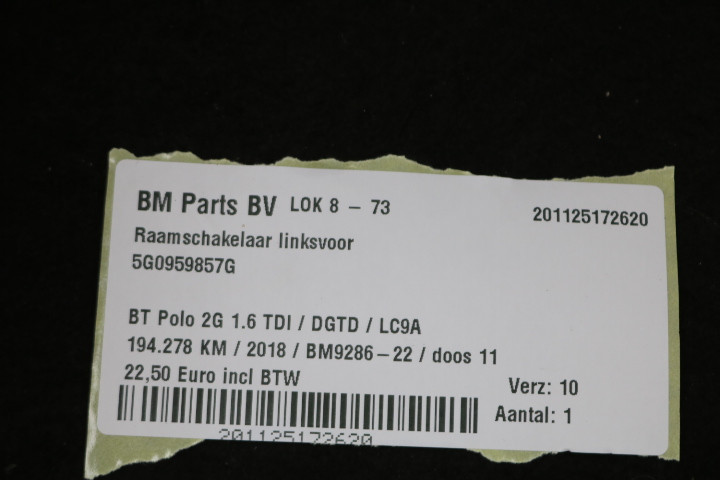 BM Parts BV LOK 8 - 73
201125172620
Raamschakelaar linksvoor
5G0959857G
BT Polo 2G 1.6 TDI / DGTD / LC9A
194.278 KM / 2018 / BM9286-22 / doos 11
22,50 Euro incl BTW
Verz: 10
Aantal: 1
201125172620